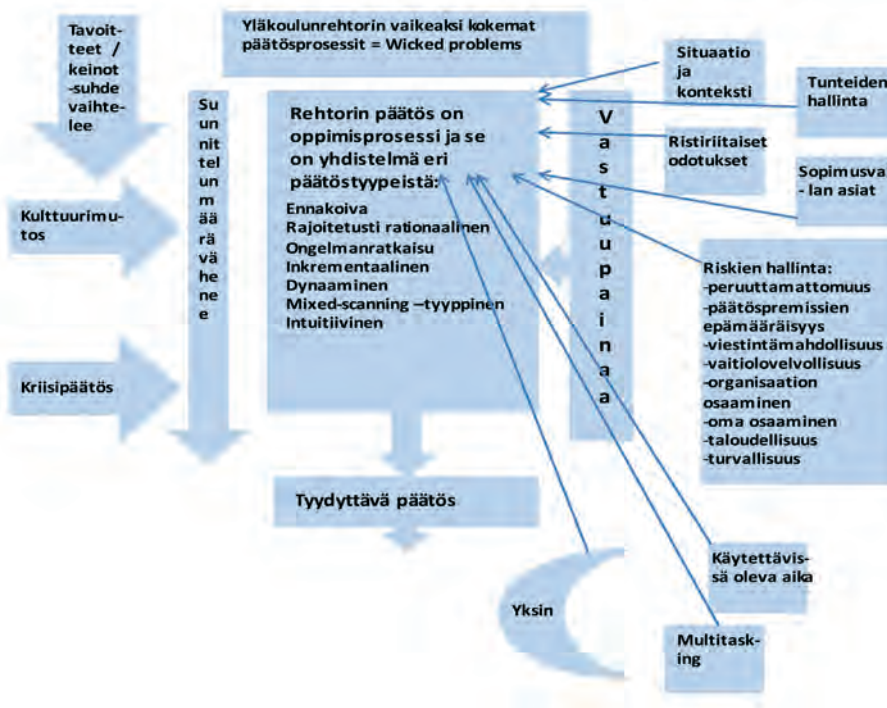 Tavoit-
teet /
keinot
-suhde
vaihte-
lee
Yläkoulunrehtorin vaikeaksi kokemat
päätösprosessit = Wicked problems
Su
un
nit
tel
un
m
ää
rä
vä
he
ne
e
Kulttuurimu-
tos
Kriisipäätös
Rehtorin päätös on
oppimisprosessi ja se
on yhdistelmä eri
päätöstyypeistä:
Ennakoiva
Rajoitetusti rationaalinen
Ongelmanratkaisu
Inkrementaalinen
Dynaaminen
Mixed-scanning –tyyppinen
Intuitiivinen
V
a
s
t
u
u
p
a
i
n
a
a
Situaatio
ja
konteksti
Tunteiden
hallinta
Ristiriitaiset
odotukset
Sopimusva
- lan asiat
Riskien hallinta:
-peruuttamattomuus
-päätöspremissien
epämääräisyys
-viestintämahdollisuus
-vaitiolovelvollisuus
-organisaation
osaaminen
-oma osaaminen
-taloudellisuus
-turvallisuus
Tyydyttävä päätös
Yksin
Käytettävis-
sä oleva aika
Multitask-
ing